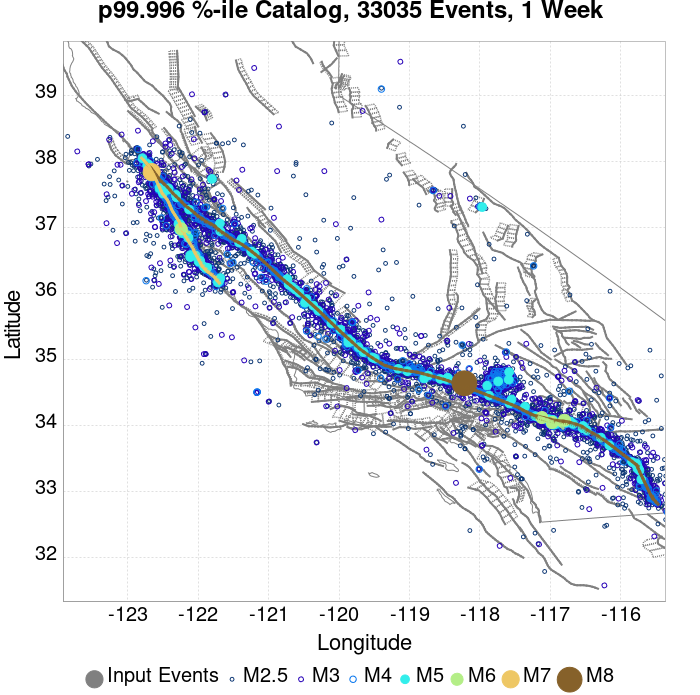 p99.996 %-ile Catalog, 33035 Events, 1 Week
39
38
37
36
35
34
33
32
Latitude
-123 -122 -121 -120 -119 -118 -117 -116
Longitude
Input Events M2.5 M3 M4 M5 M6 M7 M8